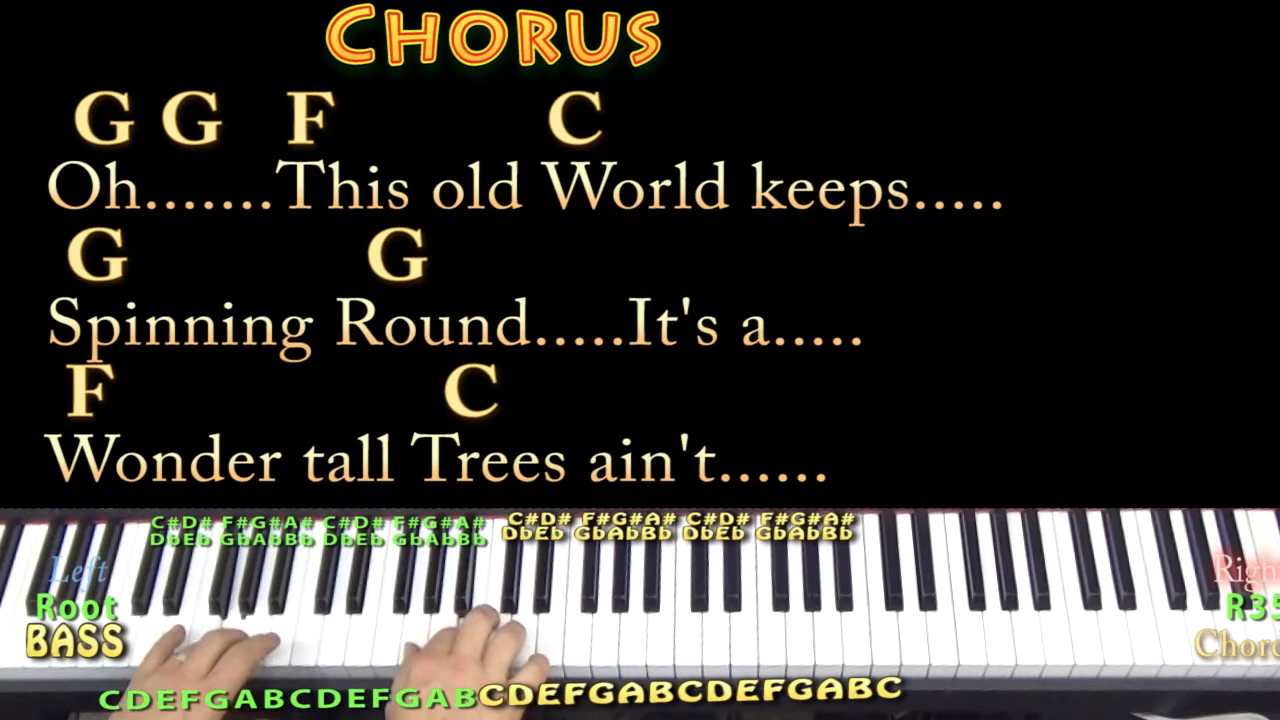 CHORUS
G G F C
Oh.......This old World keeps.....
G G
Spinning Round.....It's a.....
F C
Wonder tall Trees ain't......
C#D# F#G#A# C#D# F#G#A# C#D# F#G#A# C#D# F#G#A#
DbEb GbAbBb DbEb GbAbBb DbEb GbAbBb DbEb GbAbBb
Left Righ
Root R35
BASS Chord
CDEFGABCDEFGABCDEFGABCDEFGABC